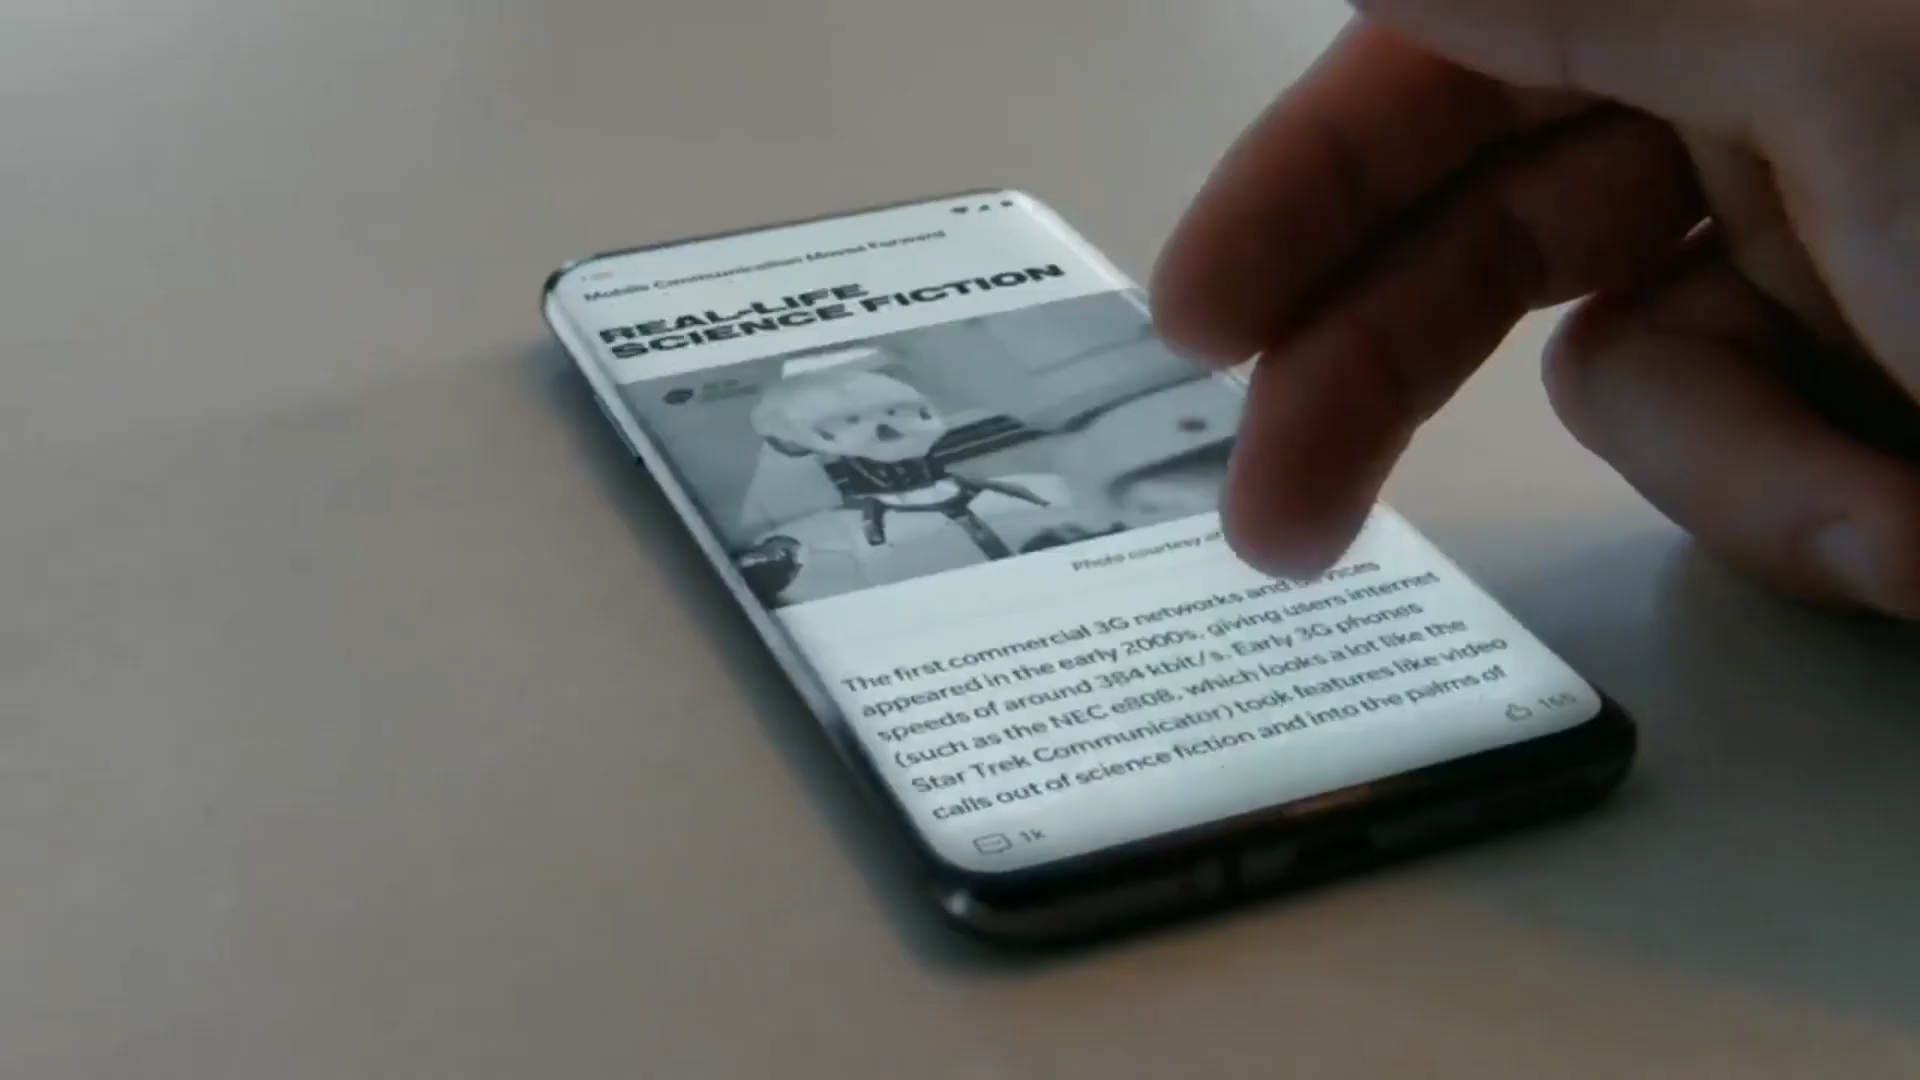 Mobile Communication Moves Forward
REAL-LIFE
SCIENCE FICTION
Photo courtesy of
The first commercial 3G networks and devices
appeared in the early 2000s, giving users internet
speeds of around 384 kbit/s. Early 3G phones
(such as the NEC e808, which looks a lot like the
Star Trek Communicator) took features like video
calls out of science fiction and into the palms of
1k
165